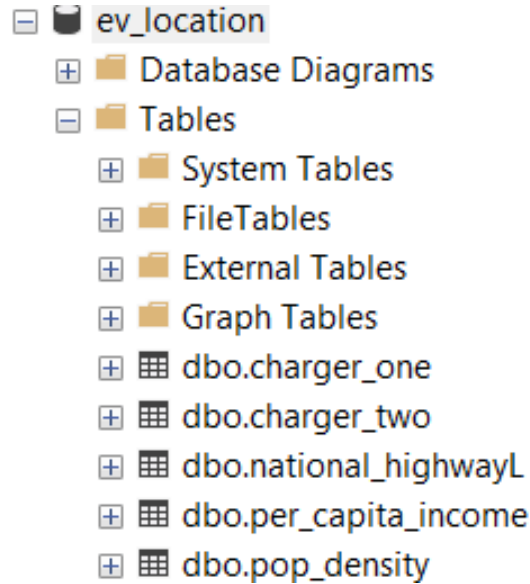 ev_location
Database Diagrams
Tables
System Tables
FileTables
External Tables
Graph Tables
dbo.charger_one
dbo.charger_two
dbo.national_highwayL
dbo.per_capita_income
dbo.pop_density